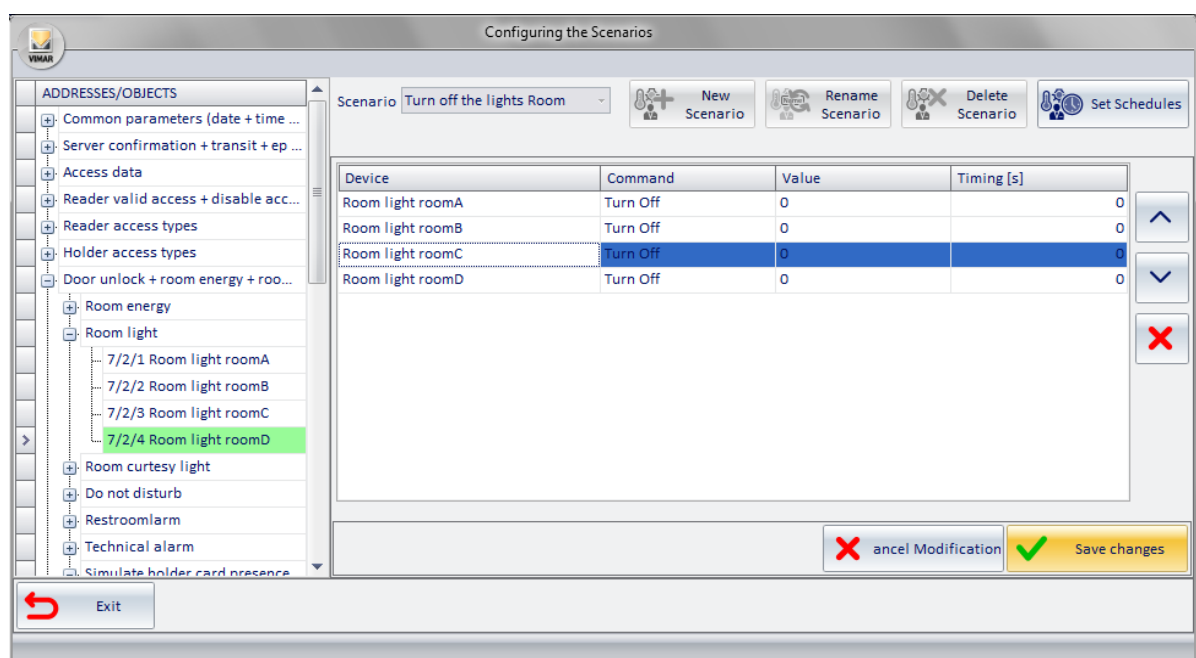 Configuring the Scenarios
VIMAR
ADDRESSES/OBJECTS
Common parameters (date + time ...
Server confirmation + transit + ep ...
Access data
Reader valid access + disable acc...
Reader access types
Holder access types
Door unlock + room energy + roo...
Room energy
Room light
7/2/1 Room light roomA
7/2/2 Room light roomB
7/2/3 Room light roomC
7/2/4 Room light roomD
Room curtesy light
Do not disturb
Restroomlarm
Technical alarm
Simulate holder card presence
Scenario Turn off the lights Room
New
Scenario
Rename
Scenario
Delete
Scenario
Set Schedules
Device Command Value Timing [s]
Room light roomA Turn Off 0 0
Room light roomB Turn Off 0 0
Room light roomC Turn Off 0 0
Room light roomD Turn Off 0 0
ancel Modification
Save changes
Exit